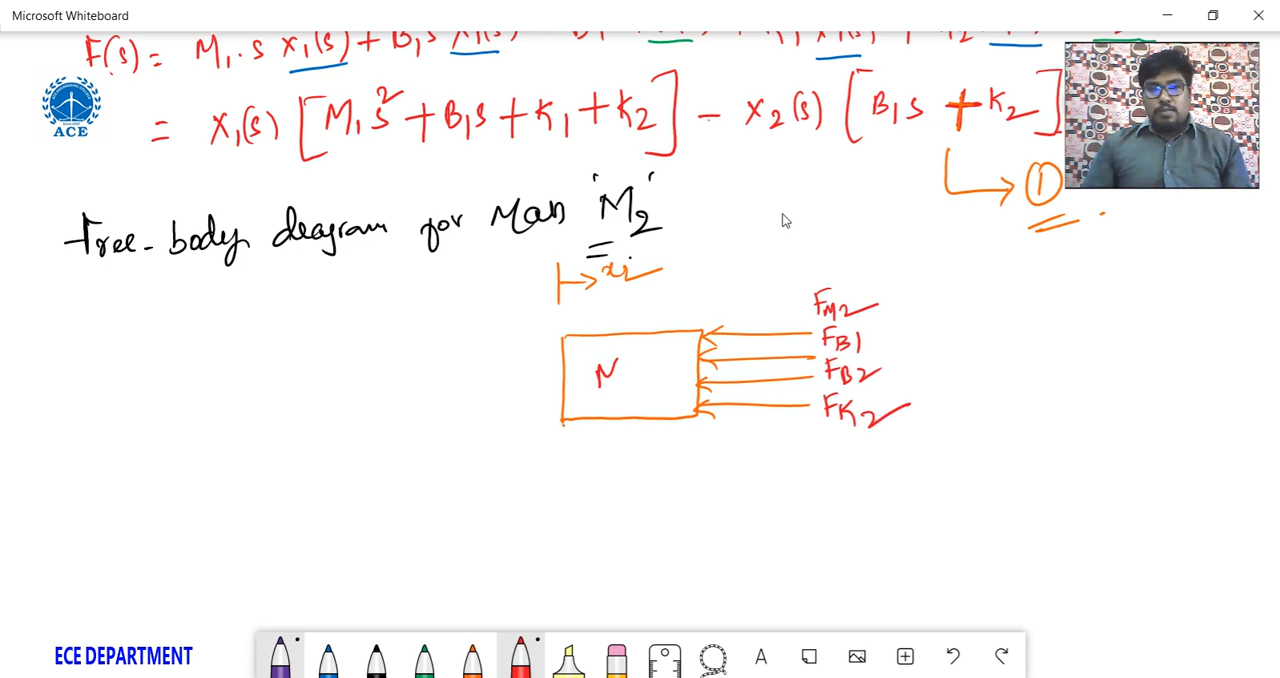 Microsoft Whiteboard
F(s) = M1.s X1(s) + B1s X1(s)
= X1(s) [M1s² + B1s + K1 + K2] - X2(s) [B1s + K2]
ACE
1
Free-body diagram for Mass 'M2'
x2
FM2
FB1
M
FB2
FK2
ECE DEPARTMENT
A